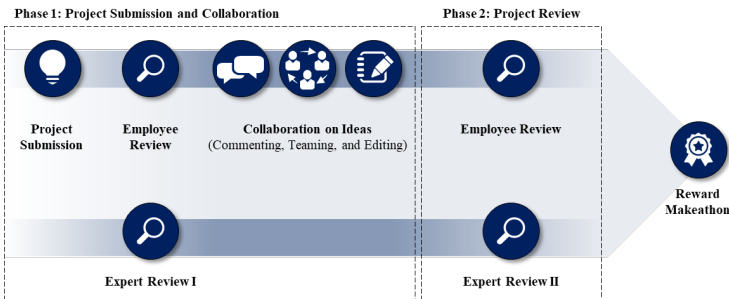 Phase 1: Project Submission and Collaboration
Phase 2: Project Review
Project
Submission
Employee
Review
Collaboration on Ideas
(Commenting, Teaming, and Editing)
Employee Review
Reward
Makeathon
Expert Review I
Expert Review II